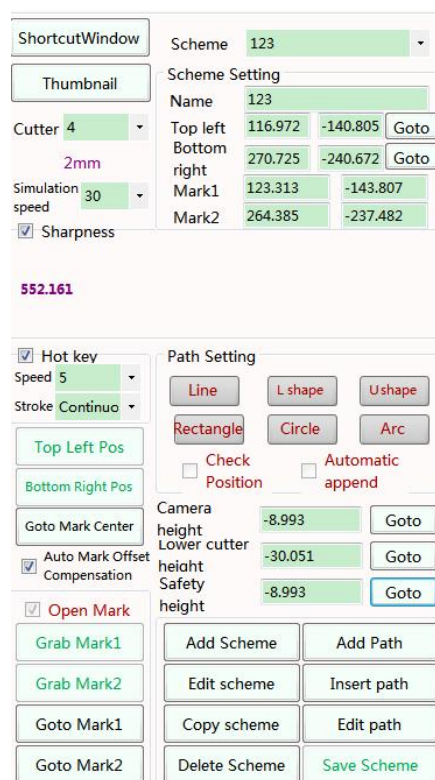 ShortcutWindow
Scheme 123
Thumbnail
Scheme Setting
Name 123
Cutter 4
Top left 116.972 -140.805 Goto
2mm
Bottom
right 270.725 -240.672 Goto
Simulation
speed 30
Mark1 123.313 -143.807
Mark2 264.385 -237.482
Sharpness
552.161
Hot key
Path Setting
Speed 5
Line L shape U shape
Stroke Continuo
Rectangle Circle Arc
Top Left Pos
Check
Position
Automatic
append
Bottom Right Pos
Camera
height -8.993 Goto
Goto Mark Center
Lower cutter
height -30.051 Goto
Auto Mark Offset
Compensation
Safety
height -8.993 Goto
Open Mark
Grab Mark1 Add Scheme Add Path
Grab Mark2 Edit scheme Insert path
Goto Mark1 Copy scheme Edit path
Goto Mark2 Delete Scheme Save Scheme